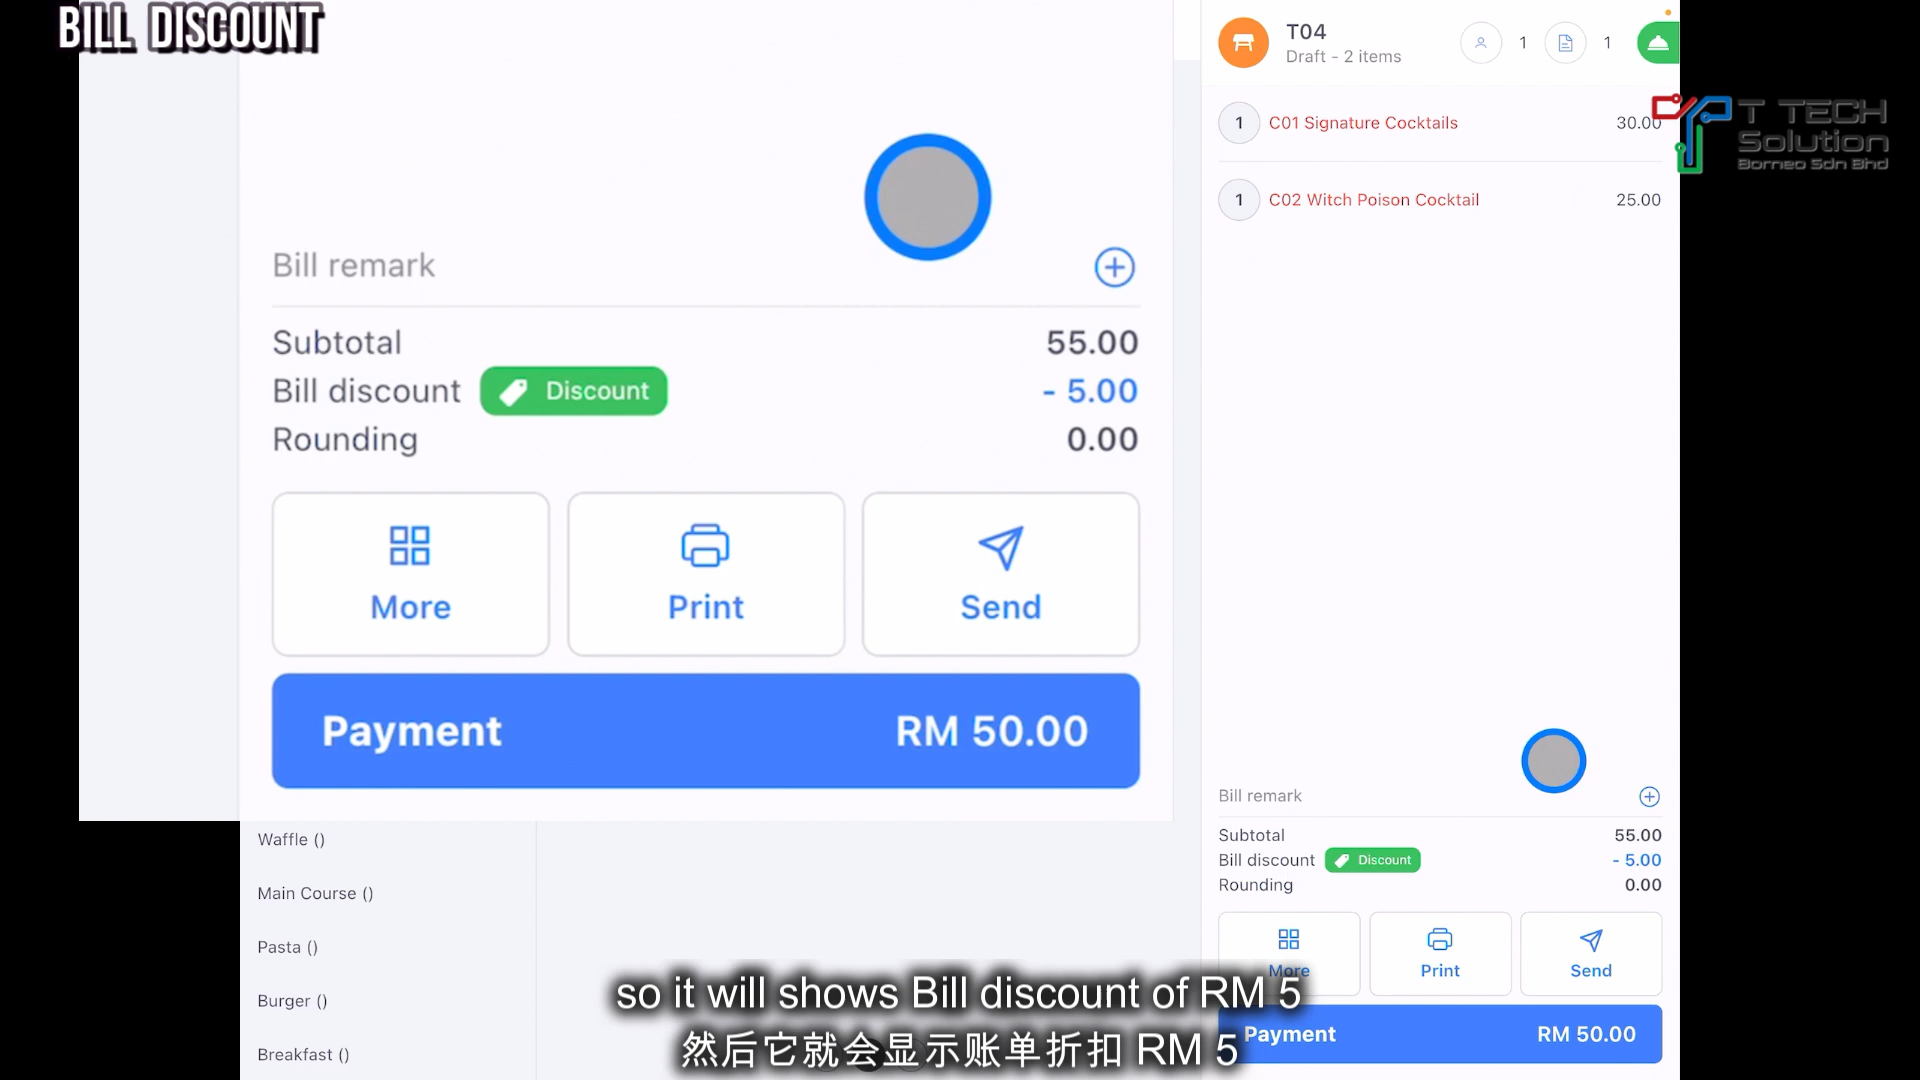 BILL DISCOUNT
Bill remark
Subtotal 55.00
Bill discount Discount - 5.00
Rounding 0.00
More Print Send
Payment RM 50.00
T04
Draft - 2 items
1 1
1 C01 Signature Cocktails 30.00
1 C02 Witch Poison Cocktail 25.00
T TECH
Solution
Borneo Sdn Bhd
Bill remark
Subtotal 55.00
Bill discount Discount - 5.00
Rounding 0.00
More Print Send
Payment RM 50.00
Waffle ()
Main Course ()
Pasta ()
Burger ()
Breakfast ()
so it will shows Bill discount of RM 5
然后它就会显示账单折扣 RM 5